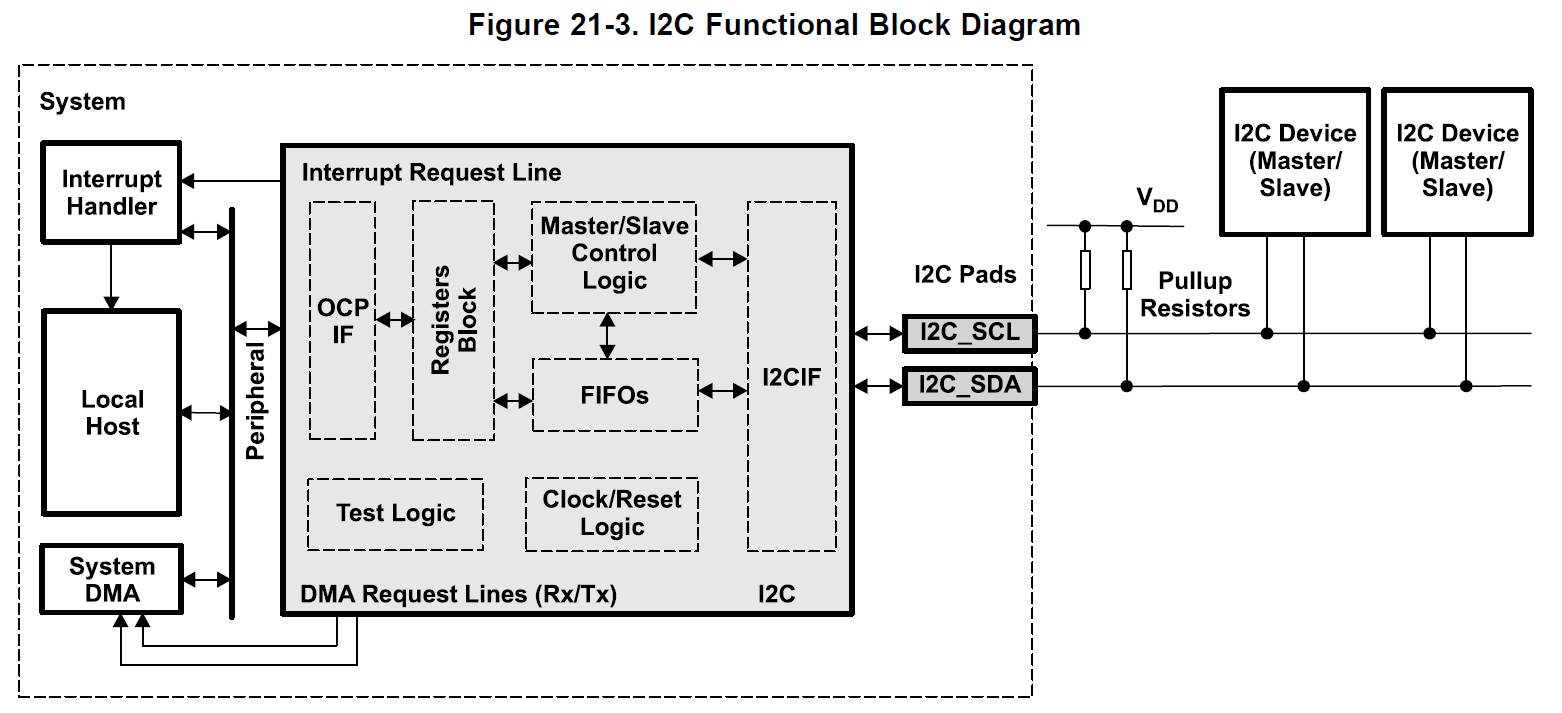 Figure 21-3. I2C Functional Block Diagram
System
Interrupt
Handler
Local
Host
System
DMA
Peripheral
Interrupt Request Line
OCP
IF
Registers
Block
Master/Slave
Control
Logic
FIFOs
I2CIF
Test Logic
Clock/Reset
Logic
DMA Request Lines (Rx/Tx)
I2C
I2C Pads
I2C_SCL
I2C_SDA
VDD
Pullup
Resistors
I2C Device
(Master/
Slave)
I2C Device
(Master/
Slave)